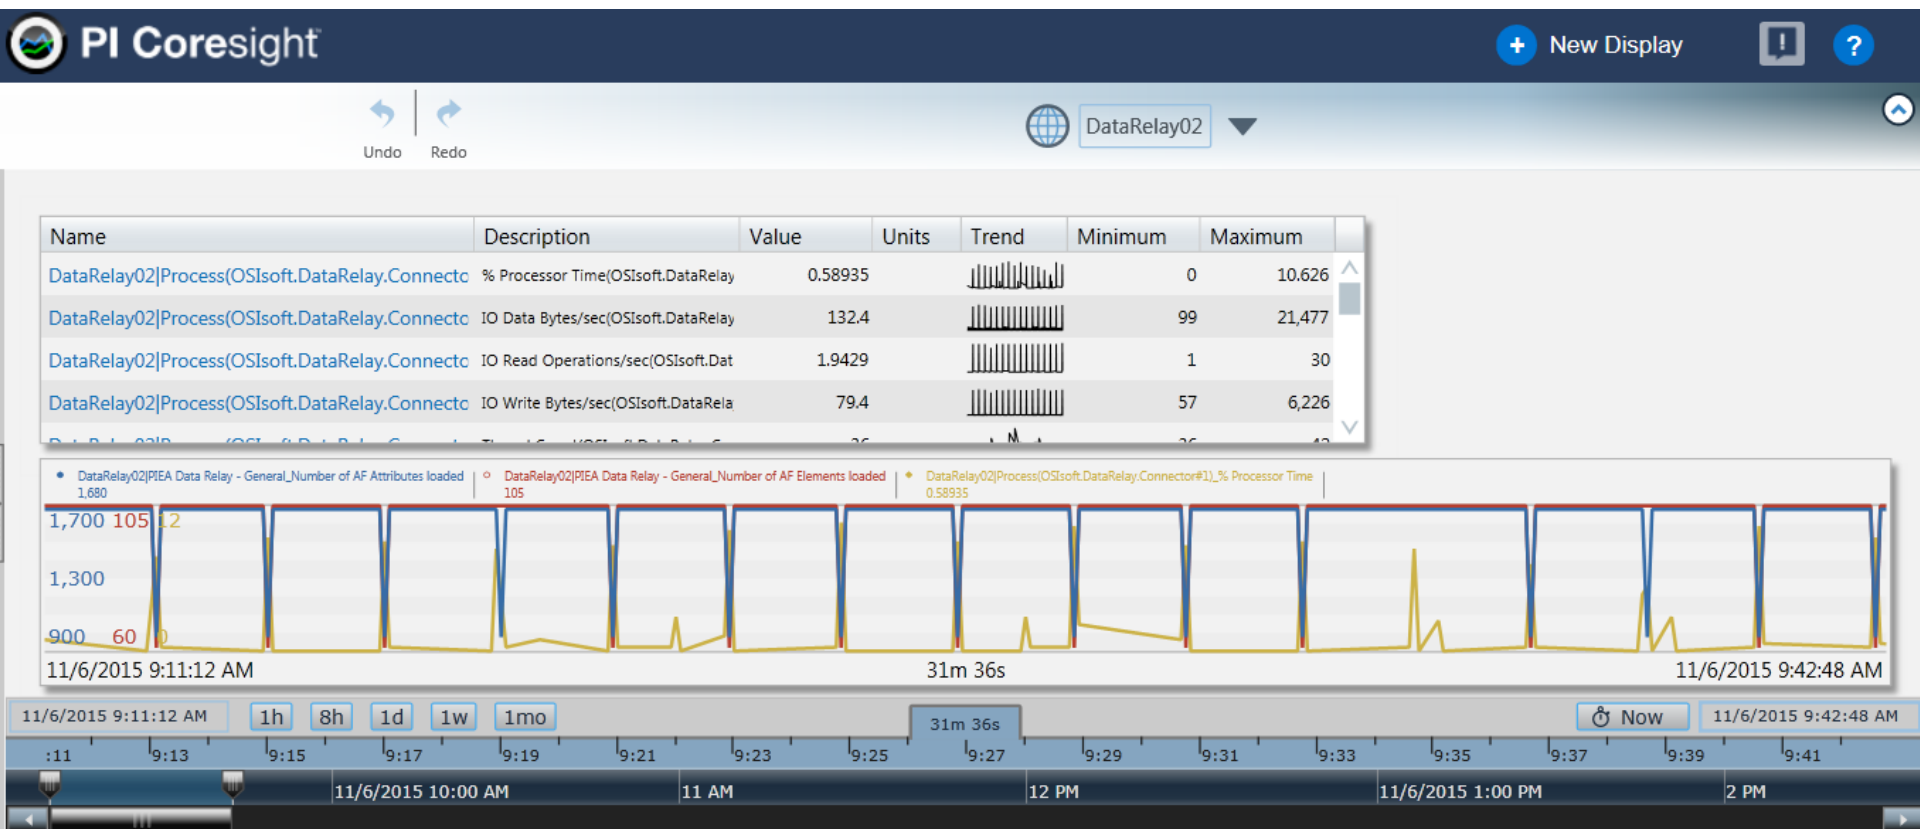 PI Coresight
New Display
?
Undo
Redo
DataRelay02
Name Description Value Units Trend Minimum Maximum
DataRelay02|Process(OSIsoft.DataRelay.Connecto % Processor Time(OSIsoft.DataRelay 0.58935 0 10.626
DataRelay02|Process(OSIsoft.DataRelay.Connecto IO Data Bytes/sec(OSIsoft.DataRelay 132.4 99 21,477
DataRelay02|Process(OSIsoft.DataRelay.Connecto IO Read Operations/sec(OSIsoft.Dat 1.9429 1 30
DataRelay02|Process(OSIsoft.DataRelay.Connecto IO Write Bytes/sec(OSIsoft.DataRela 79.4 57 6,226
DataRelay02|PIEA Data Relay - General_Number of AF Attributes loaded
1,680
DataRelay02|PIEA Data Relay - General_Number of AF Elements loaded
105
DataRelay02|Process(OSIsoft.DataRelay.Connector#1)_% Processor Time
0.58935
1,700 105 12
1,300
900 60 0
11/6/2015 9:11:12 AM 31m 36s 11/6/2015 9:42:48 AM
11/6/2015 9:11:12 AM 1h 8h 1d 1w 1mo 31m 36s Now 11/6/2015 9:42:48 AM
:11 9:13 9:15 9:17 9:19 9:21 9:23 9:25 9:27 9:29 9:31 9:33 9:35 9:37 9:39 9:41
11/6/2015 10:00 AM 11 AM 12 PM 11/6/2015 1:00 PM 2 PM